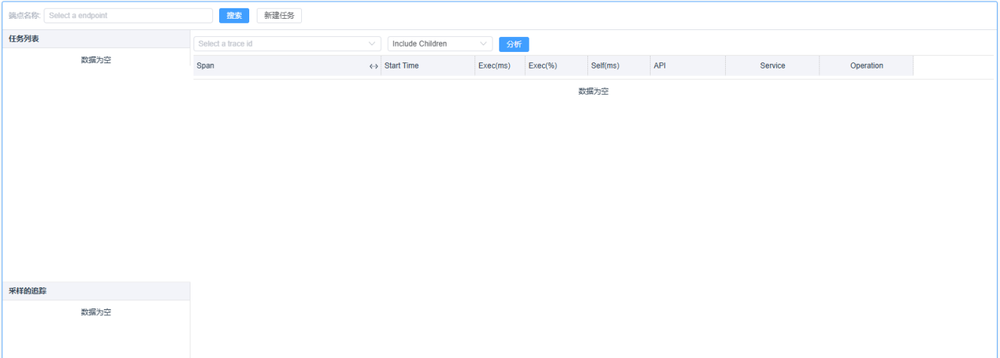 端点名称: Select a endpoint 搜索 新建任务
任务列表
数据为空
Select a trace id Include Children 分析
Span Start Time Exec(ms) Exec(%) Self(ms) API Service Operation
数据为空
采样的追踪
数据为空